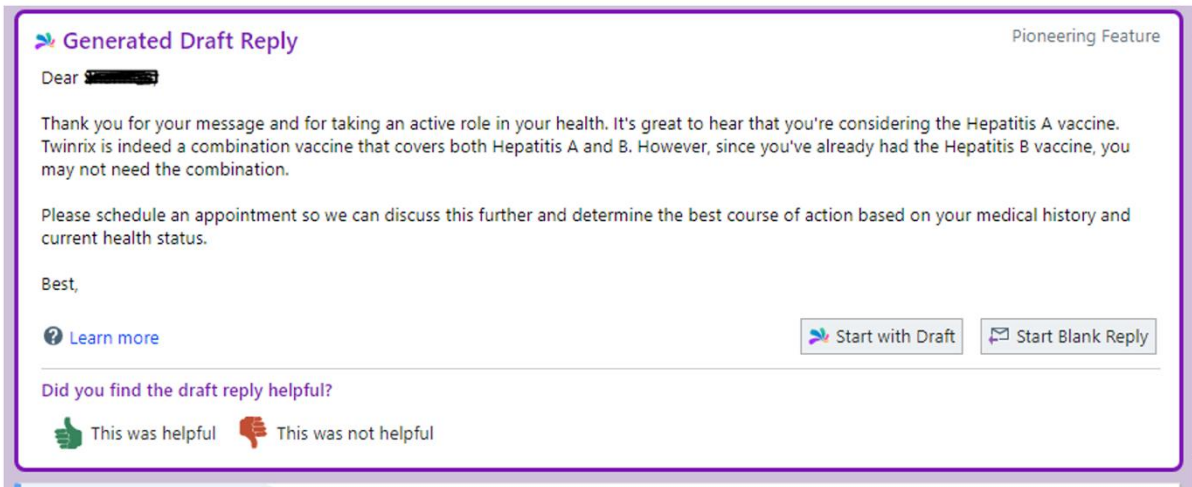 Generated Draft Reply
Pioneering Feature
Dear
Thank you for your message and for taking an active role in your health. It's great to hear that you're considering the Hepatitis A vaccine.
Twinrix is indeed a combination vaccine that covers both Hepatitis A and B. However, since you've already had the Hepatitis B vaccine, you
may not need the combination.
Please schedule an appointment so we can discuss this further and determine the best course of action based on your medical history and
current health status.
Best,
Learn more
Start with Draft
Start Blank Reply
Did you find the draft reply helpful?
This was helpful
This was not helpful